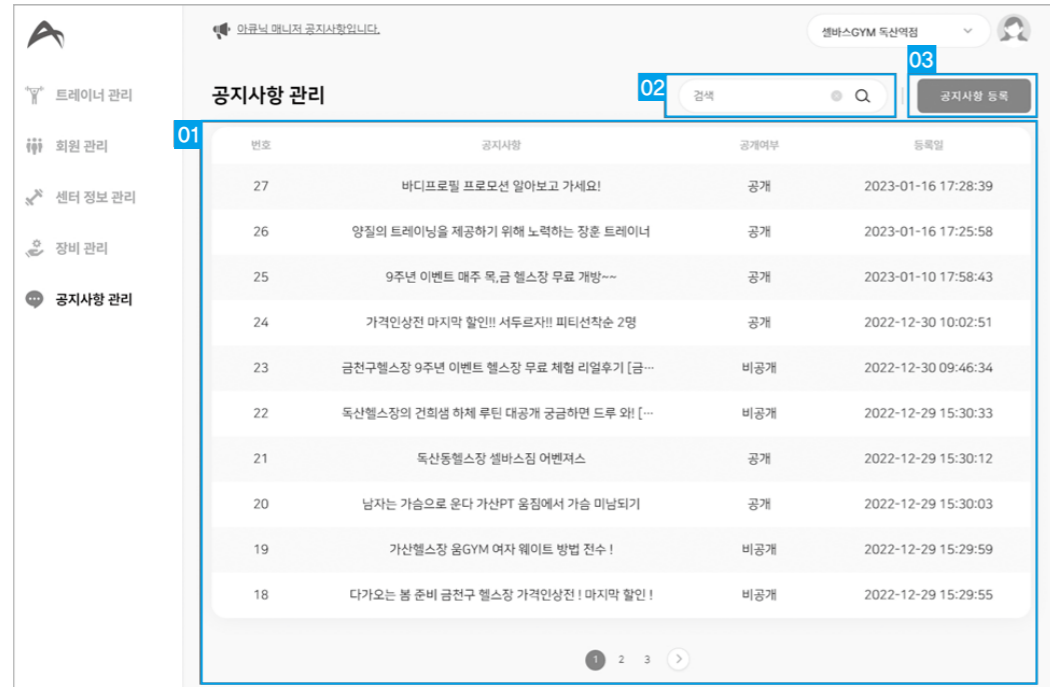 아큐닉 매니저 공지사항입니다.
셀바스GYM 독산역점
트레이너 관리
회원 관리
센터 정보 관리
장비 관리
공지사항 관리
공지사항 관리
02
검색
03
공지사항 등록
01
번호 공지사항 공개여부 등록일
27 바디프로필 프로모션 알아보고 가세요! 공개 2023-01-16 17:28:39
26 양질의 트레이닝을 제공하기 위해 노력하는 장훈 트레이너 공개 2023-01-16 17:25:58
25 9주년 이벤트 매주 목,금 헬스장 무료 개방~~ 공개 2023-01-10 17:58:43
24 가격인상전 마지막 할인!! 서두르자!! 피티선착순 2명 공개 2022-12-30 10:02:51
23 금천구헬스장 9주년 이벤트 헬스장 무료 체험 리얼후기 [금… 비공개 2022-12-30 09:46:34
22 독산헬스장의 건희샘 하체 루틴 대공개 궁금하면 드루 와! [… 비공개 2022-12-29 15:30:33
21 독산동헬스장 셀바스짐 어벤져스 공개 2022-12-29 15:30:12
20 남자는 가슴으로 운다 가산PT 움짐에서 가슴 미남되기 공개 2022-12-29 15:30:03
19 가산헬스장 움GYM 여자 웨이트 방법 전수 ! 비공개 2022-12-29 15:29:59
18 다가오는 봄 준비 금천구 헬스장 가격인상전 ! 마지막 할인 ! 비공개 2022-12-29 15:29:55
1 2 3